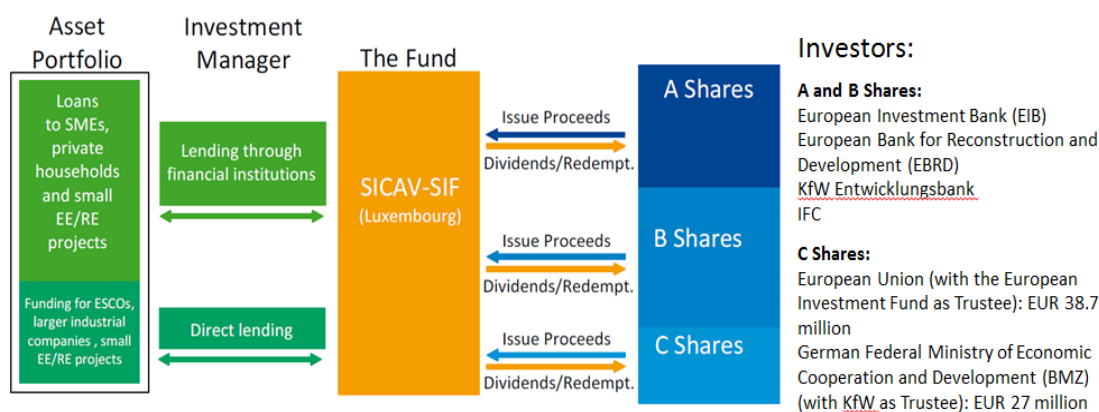 Asset
Portfolio
Loans
to SMEs,
private
households
and small
EE/RE
projects
Funding for ESCOs,
larger industrial
companies , small
EE/RE projects
Investment
Manager
Lending through
financial institutions
Direct lending
The Fund
SICAV-SIF
(Luxembourg)
Issue Proceeds
Dividends/Redempt.
Issue Proceeds
Dividends/Redempt.
Issue Proceeds
Dividends/Redempt.
A Shares
B Shares
C Shares
Investors:
A and B Shares:
European Investment Bank (EIB)
European Bank for Reconstruction and
Development (EBRD)
KfW Entwicklungsbank
IFC
C Shares:
European Union (with the European
Investment Fund as Trustee): EUR 38.7
million
German Federal Ministry of Economic
Cooperation and Development (BMZ)
(with KfW as Trustee): EUR 27 million